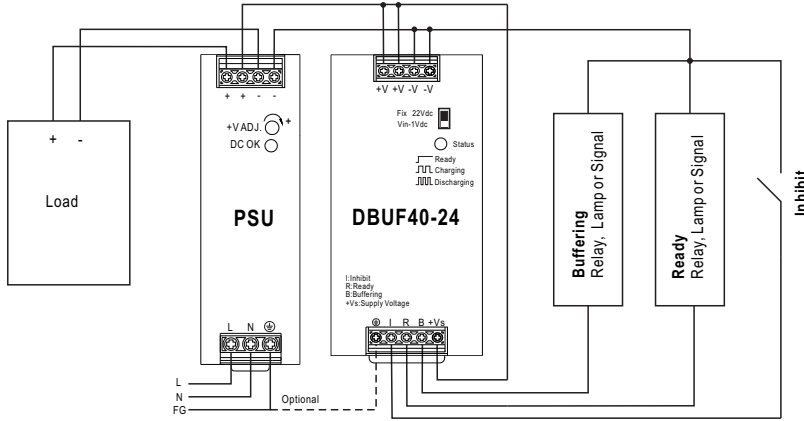 + + - -
+V ADJ. +
DC OK
PSU
L N
+V +V -V -V
Fix 22Vdc
Vin-1Vdc
Status
Ready
Charging
Discharging
DBUF40-24
I:Inhibit
R:Ready
B:Buffering
+Vs:Supply Voltage
I R B +Vs
+ -
Load
L
N
FG
Optional
Buffering
Relay, Lamp or Signal
Ready
Relay, Lamp or Signal
Inhibit